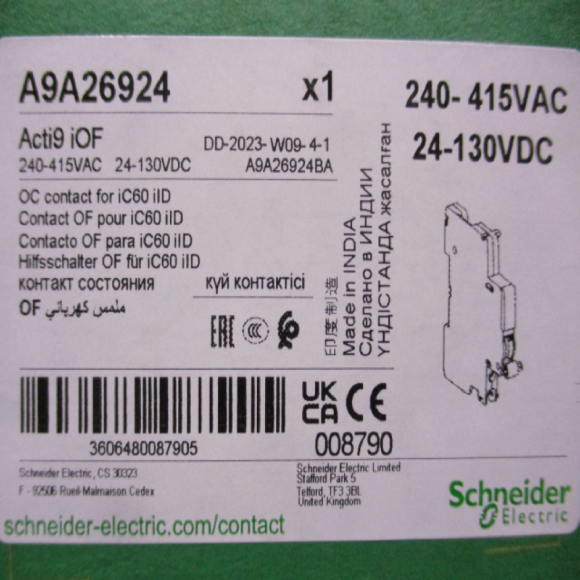 A9A26924 x1
240-415VAC
24-130VDC
Acti9 iOF
DD-2023-W09-4-1
240-415VAC 24-130VDC A9A26924BA
OC contact for iC60 iID
Contact OF pour iC60 iID
Contacto OF para iC60 iID
Hilfsschalter OF für iC60 iID
контакт состояния
күй контактісі
ملمس كهربائي OF
印度制造
Made in INDIA
Сделано в ИНДИИ
ҮНДІСТАНДА жасалған
EAC
CCC
UK
CA CE
3606480087905
008790
Schneider Electric, CS 30323
F - 92506 Rueil-Malmaison Cedex
Schneider Electric Limited
Stafford Park 5
Telford, TF3 3BL
United Kingdom
schneider-electric.com/contact
Schneider
Electric